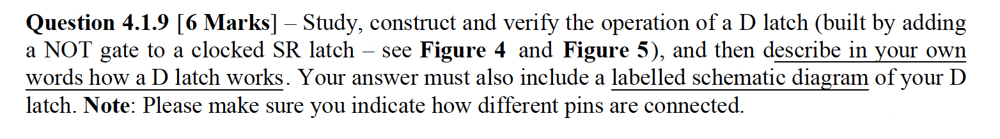 Question 4.1.9 [6 Marks] – Study, construct and verify the operation of a D latch (built by adding
a NOT gate to a clocked SR latch – see Figure 4 and Figure 5), and then describe in your own
words how a D latch works. Your answer must also include a labelled schematic diagram of your D
latch. Note: Please make sure you indicate how different pins are connected.